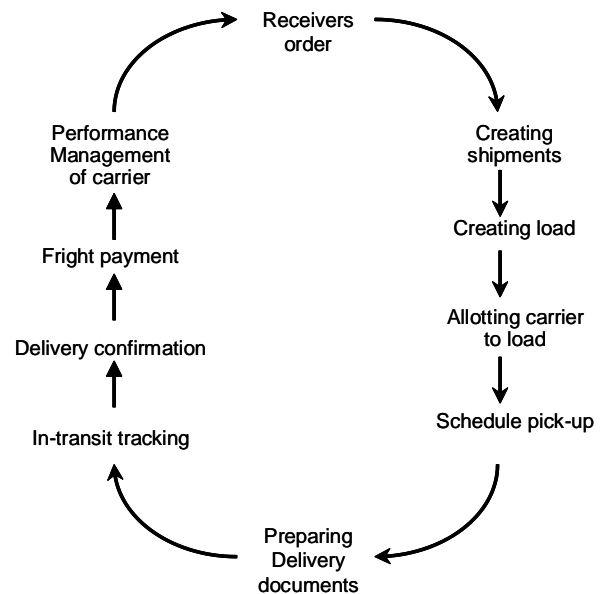 Receivers
order
Creating
shipments
Creating load
Allotting carrier
to load
Schedule pick-up
Preparing
Delivery
documents
In-transit tracking
Delivery confirmation
Fright payment
Performance
Management
of carrier